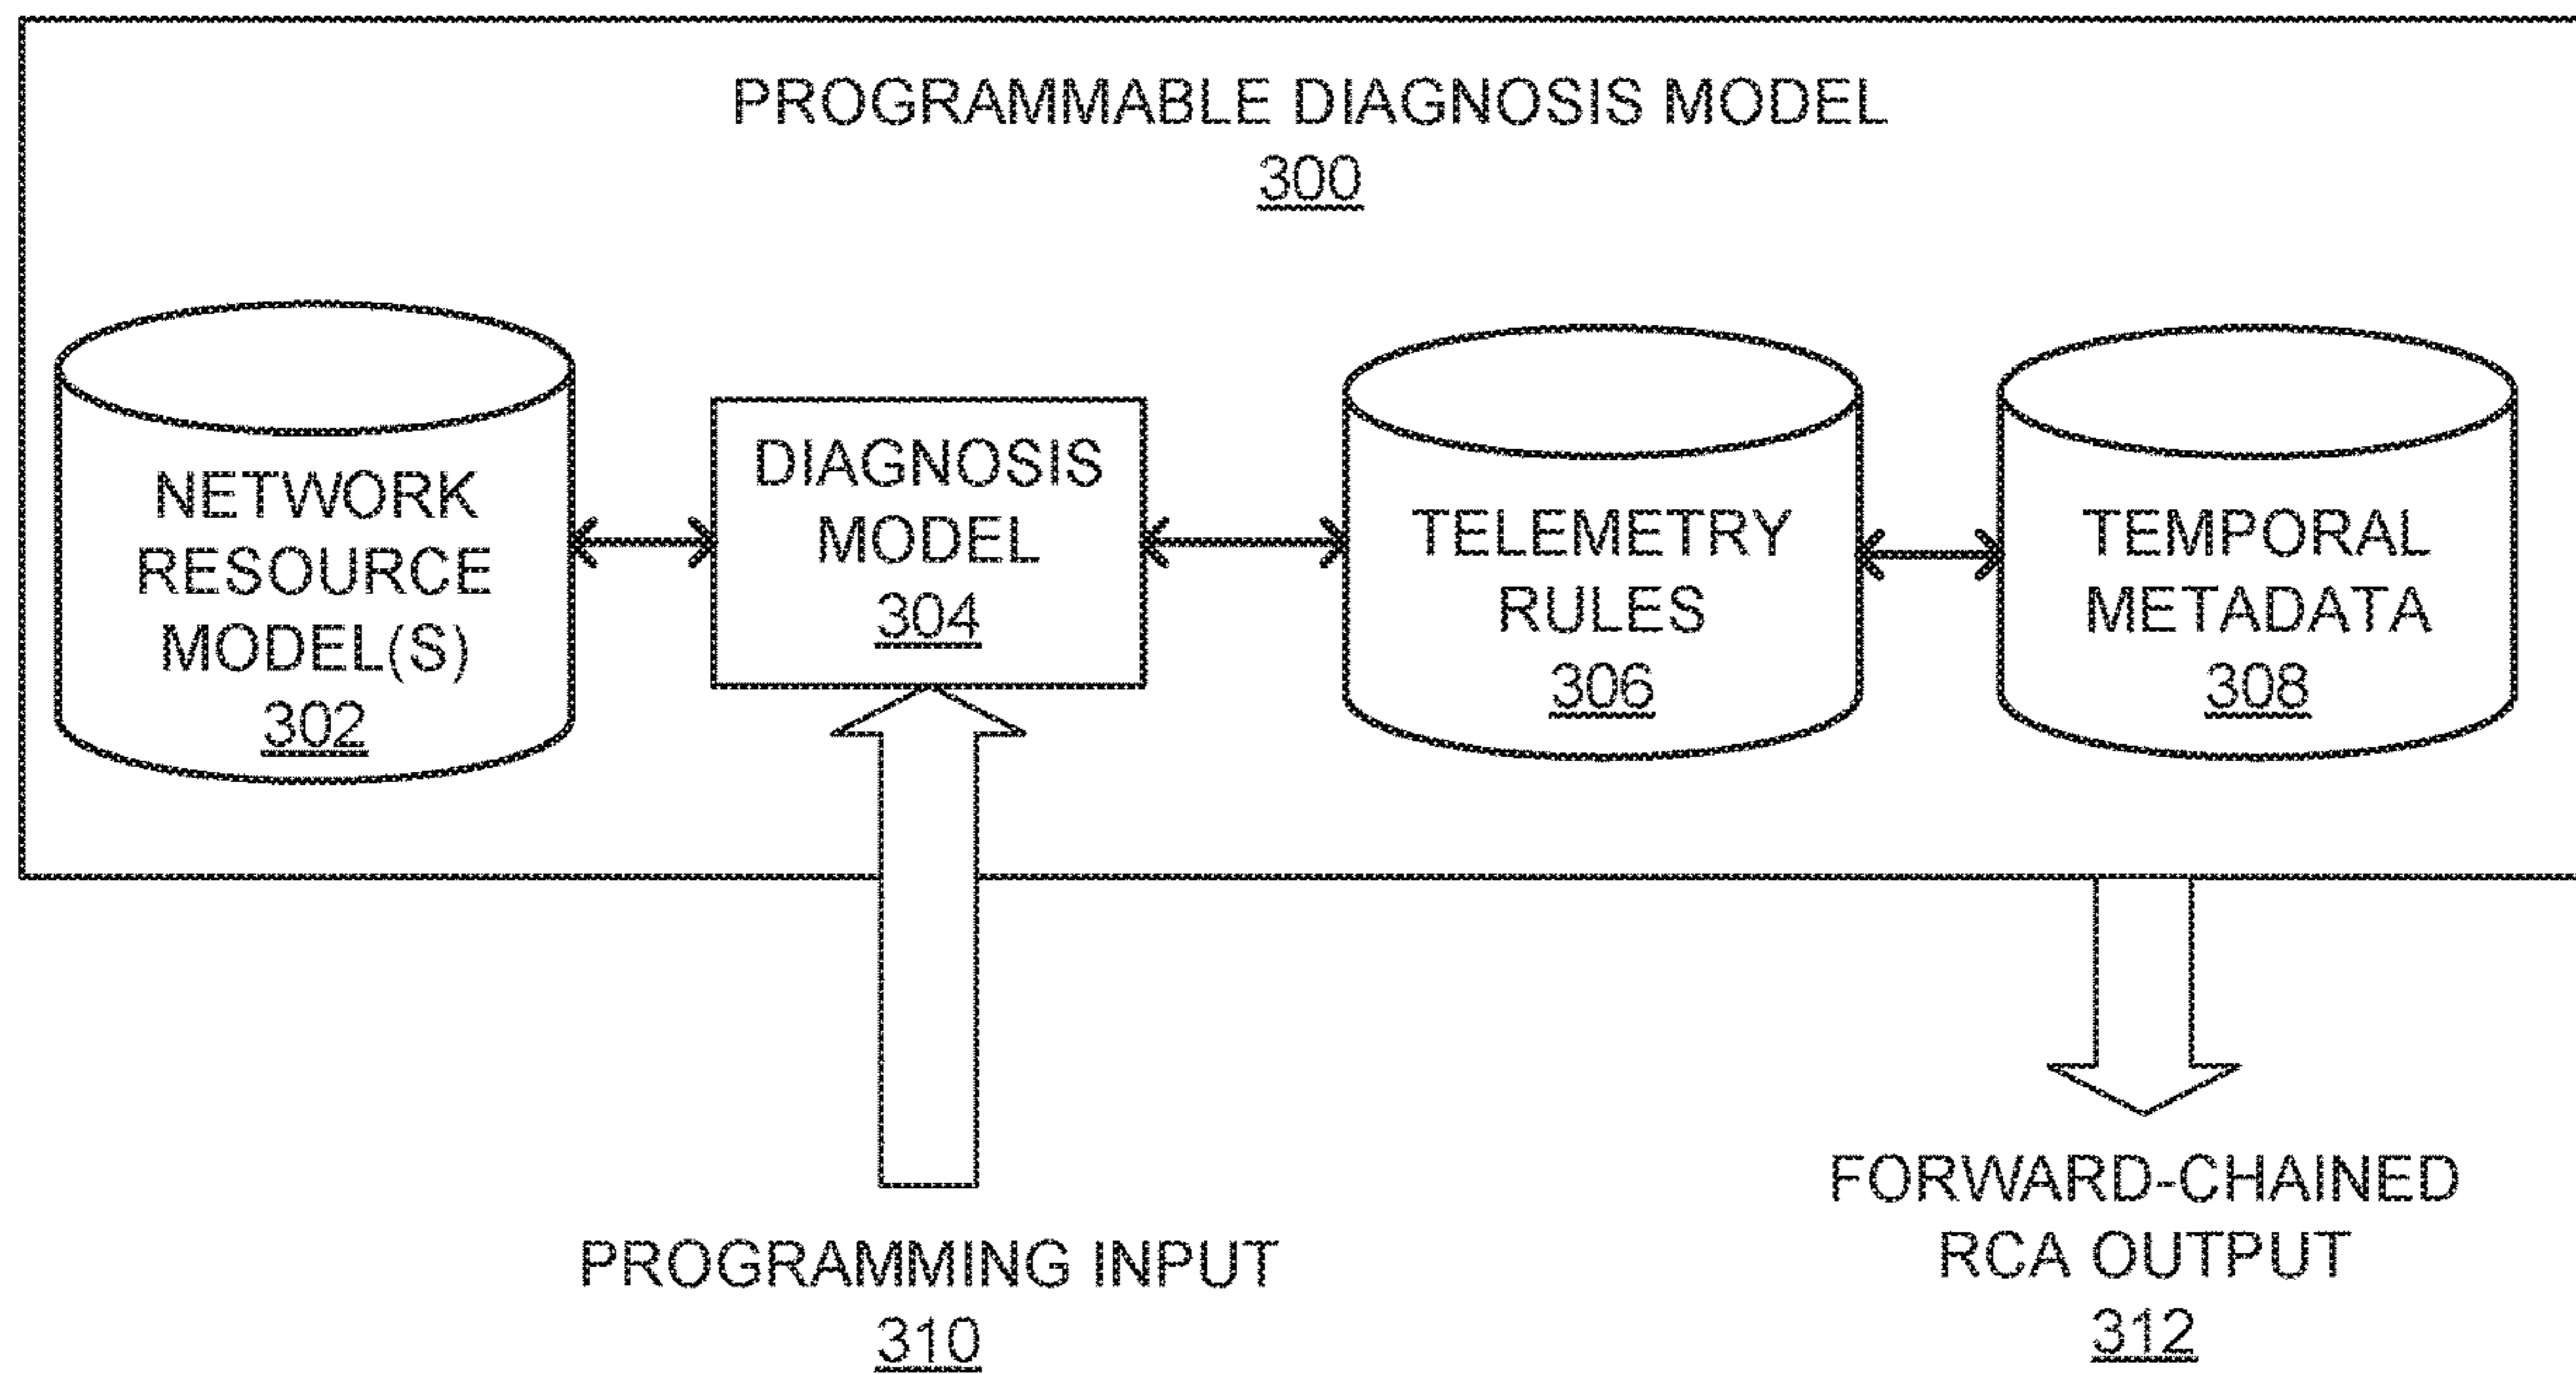 PROGRAMMABLE DIAGNOSIS MODEL
300
NETWORK
RESOURCE
MODEL(S)
302
DIAGNOSIS
MODEL
304
TELEMETRY
RULES
306
TEMPORAL
METADATA
308
PROGRAMMING INPUT
310
FORWARD-CHAINED
RCA OUTPUT
312